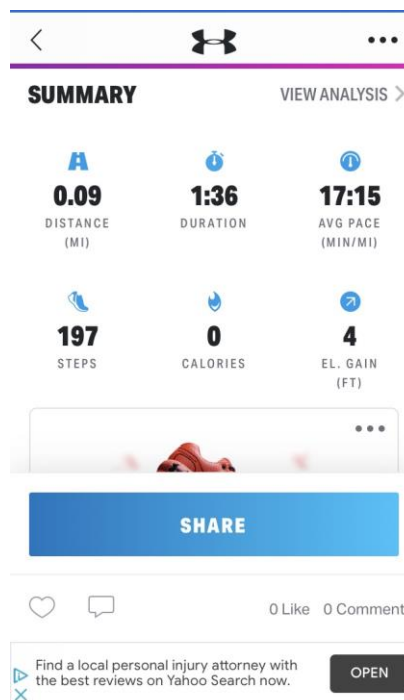 SUMMARY
VIEW ANALYSIS
0.09
1:36
17:15
DISTANCE
DURATION
AVG PACE
(MI)
(MIN/MI)
197
0
4
STEPS
CALORIES
EL. GAIN
(FT)
SHARE
0 Like 0 Comment
Find a local personal injury attorney with
the best reviews on Yahoo Search now.
OPEN